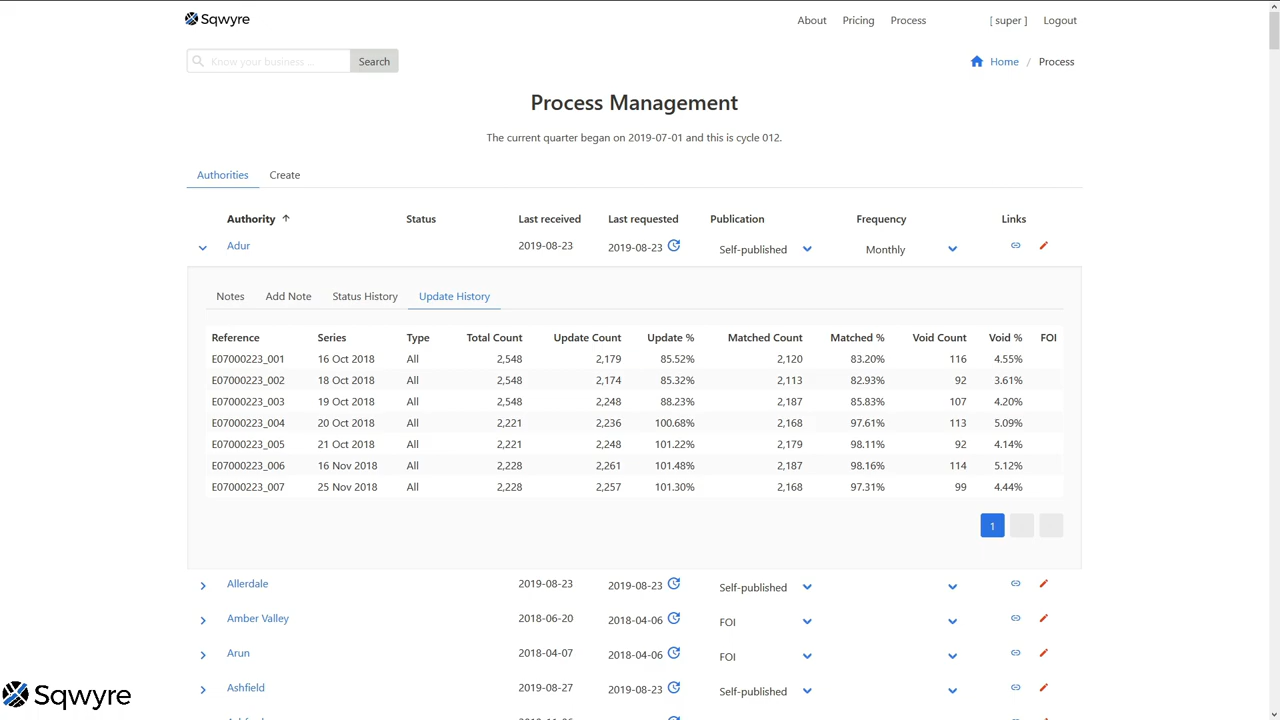 Sqwyre
About Pricing Process [ super ] Logout
Know your business ... Search
Home / Process
Process Management
The current quarter began on 2019-07-01 and this is cycle 012.
Authorities Create
Authority Status Last received Last requested Publication Frequency Links
Adur 2019-08-23 2019-08-23 Self-published Monthly
Notes Add Note Status History Update History
Reference Series Type Total Count Update Count Update % Matched Count Matched % Void Count Void % FOI
E07000223_001 16 Oct 2018 All 2,548 2,179 85.52% 2,120 83.20% 116 4.55%
E07000223_002 18 Oct 2018 All 2,548 2,174 85.32% 2,113 82.93% 92 3.61%
E07000223_003 19 Oct 2018 All 2,548 2,248 88.23% 2,187 85.83% 107 4.20%
E07000223_004 20 Oct 2018 All 2,221 2,236 100.68% 2,168 97.61% 113 5.09%
E07000223_005 21 Oct 2018 All 2,221 2,248 101.22% 2,179 98.11% 92 4.14%
E07000223_006 16 Nov 2018 All 2,228 2,261 101.48% 2,187 98.16% 114 5.12%
E07000223_007 25 Nov 2018 All 2,228 2,257 101.30% 2,168 97.31% 99 4.44%
1
Allerdale 2019-08-23 2019-08-23 Self-published
Amber Valley 2018-06-20 2018-04-06 FOI
Arun 2018-04-07 2018-04-06 FOI
Ashfield 2019-08-27 2019-08-23 Self-published
Sqwyre